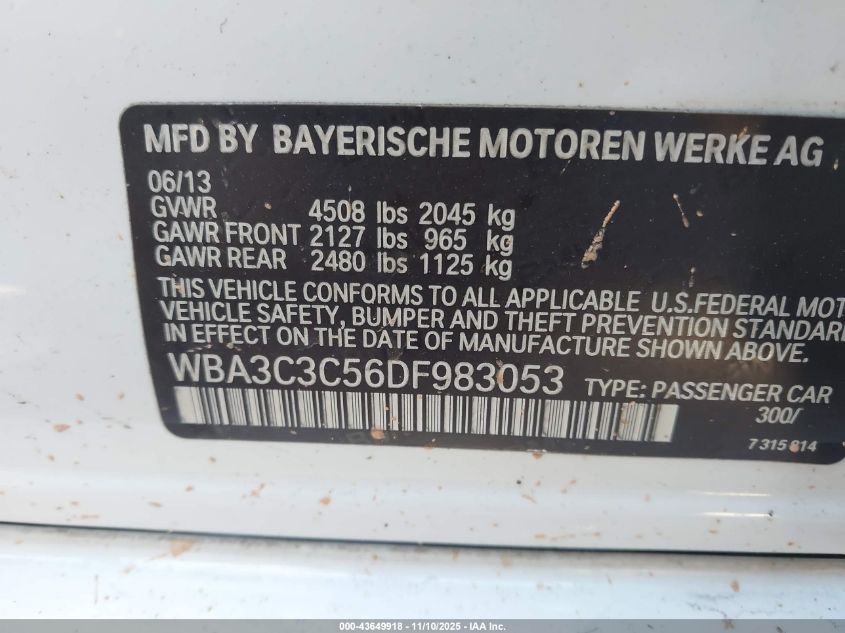 MFD BY BAYERISCHE MOTOREN WERKE AG
06/13
GVWR 4508 lbs 2045 kg
GAWR FRONT 2127 lbs 965 kg
GAWR REAR 2480 lbs 1125 kg
THIS VEHICLE CONFORMS TO ALL APPLICABLE U.S.FEDERAL MOT
VEHICLE SAFETY, BUMPER AND THEFT PREVENTION STANDARD
IN EFFECT ON THE DATE OF MANUFACTURE SHOWN ABOVE.
WBA3C3C56DF983053 TYPE: PASSENGER CAR
300/
7 315 814
000-43649918 - 11/10/2025 - IAA Inc.